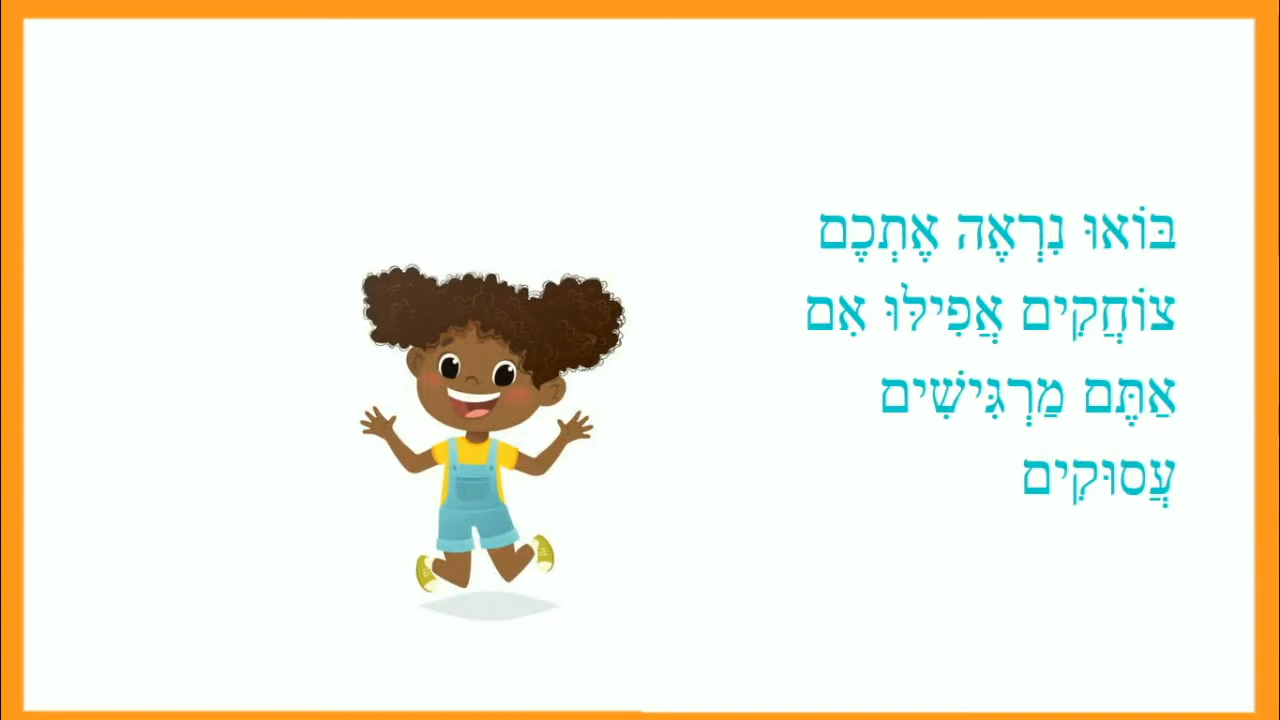 בּוֹאוּ נִרְאֶה אֶתְכֶם
צוֹחֲקִים אֲפִילּוּ אִם
אַתֶּם מַרְגִּישִׁים
עֲסוּקִים